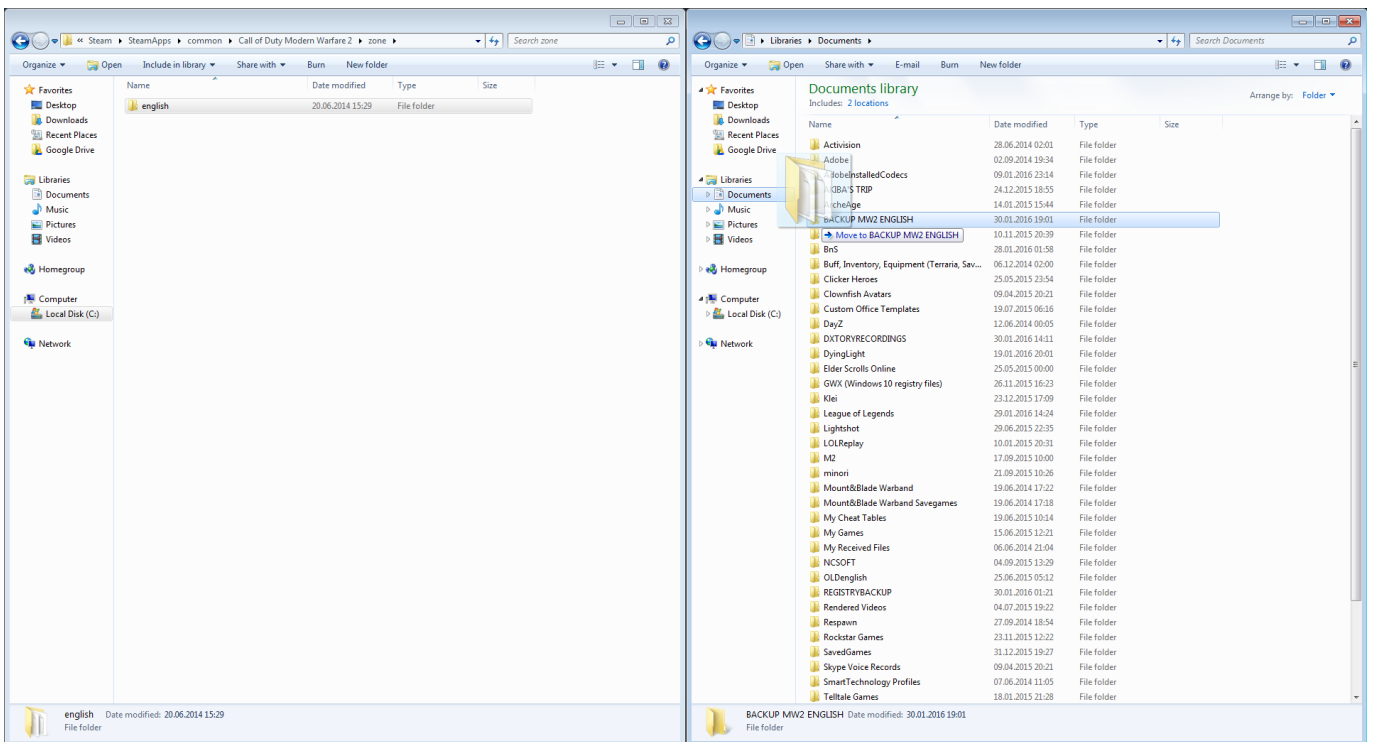 « Steam ▸ SteamApps ▸ common ▸ Call of Duty Modern Warfare 2 ▸ zone ▸ Search zone
Organize Open Include in library Share with Burn New folder
Name Date modified Type Size
english 20.06.2014 15:29 File folder
Favorites
Desktop
Downloads
Recent Places
Google Drive
Libraries
Documents
Music
Pictures
Videos
Homegroup
Computer
Local Disk (C:)
Network
english Date modified: 20.06.2014 15:29
File folder
▸ Libraries ▸ Documents ▸ Search Documents
Organize Open Share with E-mail Burn New folder
Favorites
Desktop
Downloads
Recent Places
Google Drive
Libraries
Documents
Music
Pictures
Videos
Homegroup
Computer
Local Disk (C:)
Network
Documents library
Includes: 2 locations
Arrange by: Folder
Name Date modified Type Size
Activision 28.06.2014 02:01 File folder
Adobe 02.09.2014 19:34 File folder
AdobeInstalledCodecs 09.01.2016 23:14 File folder
AKIBA'S TRIP 24.12.2015 18:55 File folder
ArcheAge 14.01.2015 15:44 File folder
BACKUP MW2 ENGLISH 30.01.2016 19:01 File folder
Move to BACKUP MW2 ENGLISH 10.11.2015 20:39 File folder
BnS 28.01.2016 01:58 File folder
Buff, Inventory, Equipment (Terraria, Sav... 06.12.2014 02:00 File folder
Clicker Heroes 25.05.2015 23:54 File folder
Clownfish Avatars 09.04.2015 20:21 File folder
Custom Office Templates 19.07.2015 06:16 File folder
DayZ 12.06.2014 00:05 File folder
DXTORYRECORDINGS 30.01.2016 14:11 File folder
DyingLight 19.01.2016 20:01 File folder
Elder Scrolls Online 25.05.2015 00:00 File folder
GWX (Windows 10 registry files) 26.11.2015 16:23 File folder
Klei 23.12.2015 17:09 File folder
League of Legends 29.01.2016 14:24 File folder
Lightshot 29.06.2015 22:35 File folder
LOLReplay 10.01.2015 20:31 File folder
M2 17.09.2015 10:00 File folder
minori 21.09.2015 10:26 File folder
Mount&Blade Warband 19.06.2014 17:22 File folder
Mount&Blade Warband Savegames 19.06.2014 17:18 File folder
My Cheat Tables 19.06.2015 10:14 File folder
My Games 15.06.2015 12:21 File folder
My Received Files 06.06.2014 21:04 File folder
NCSOFT 04.09.2015 13:29 File folder
OLDenglish 25.06.2015 05:12 File folder
REGISTRYBACKUP 30.01.2016 01:21 File folder
Rendered Videos 04.07.2015 19:22 File folder
Respawn 27.09.2014 18:54 File folder
Rockstar Games 23.11.2015 12:22 File folder
SavedGames 31.12.2015 19:27 File folder
Skype Voice Records 09.04.2015 20:21 File folder
SmartTechnology Profiles 07.06.2014 11:05 File folder
Telltale Games 18.01.2015 21:28 File folder
BACKUP MW2 ENGLISH Date modified: 30.01.2016 19:01
File folder